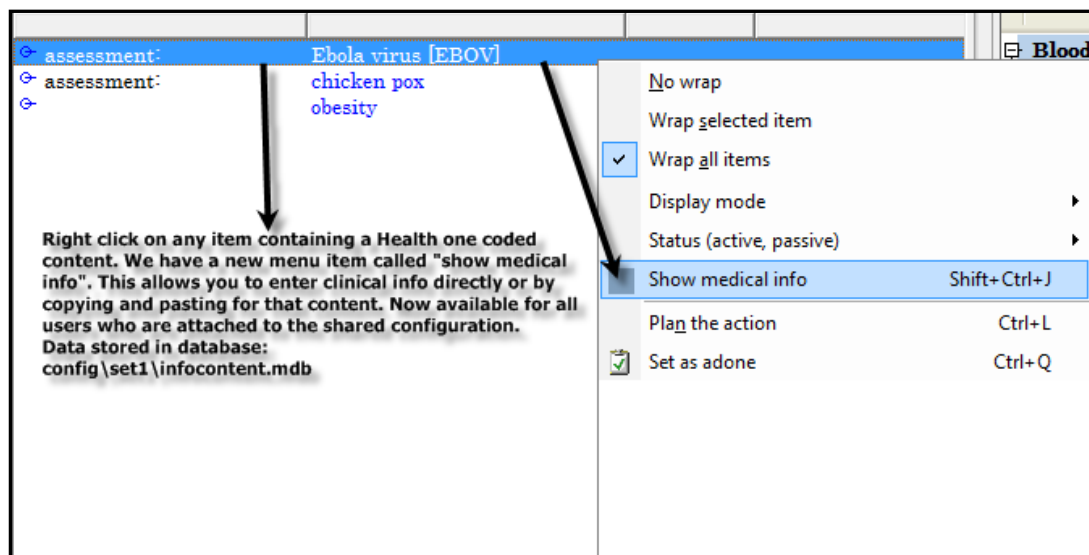 assessment: Ebola virus [EBOV]
assessment: chicken pox
obesity
Blood
No wrap
Wrap selected item
Wrap all items
Display mode
Status (active, passive)
Show medical info Shift+Ctrl+J
Plan the action Ctrl+L
Set as adone Ctrl+Q
Right click on any item containing a Health one coded
content. We have a new menu item called "show medical
info". This allows you to enter clinical info directly or by
copying and pasting for that content. Now available for all
users who are attached to the shared configuration.
Data stored in database:
config\set1\infocontent.mdb